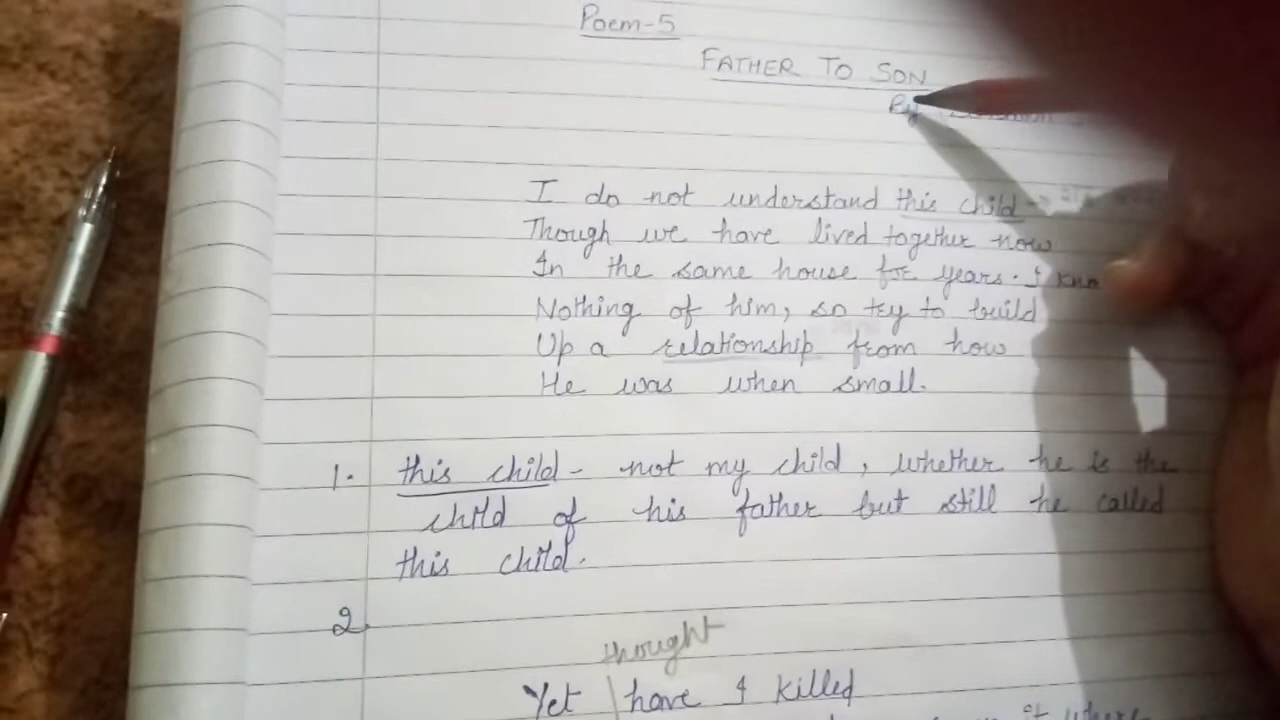 Poem-5
FATHER TO SON
By
I do not understand this child
Though we have lived together now
In the same house for years. I
Nothing of him, so try to build
Up a relationship from how
He was when small.
1. this child - not my child, whether he is the
child of his father but still he called
this child.
2.
thought
Yet have I killed
it where